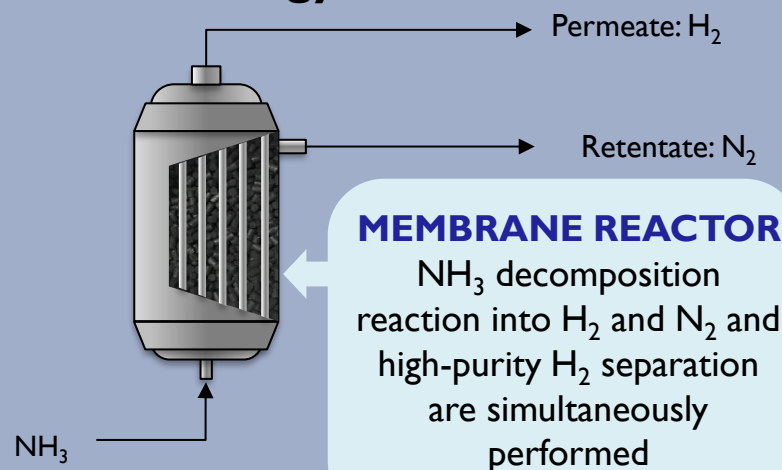 Permeate: H₂
Retentate: N₂
MEMBRANE REACTOR
NH₃ decomposition
reaction into H₂ and N₂ and
high-purity H₂ separation
are simultaneously
performed
NH₃